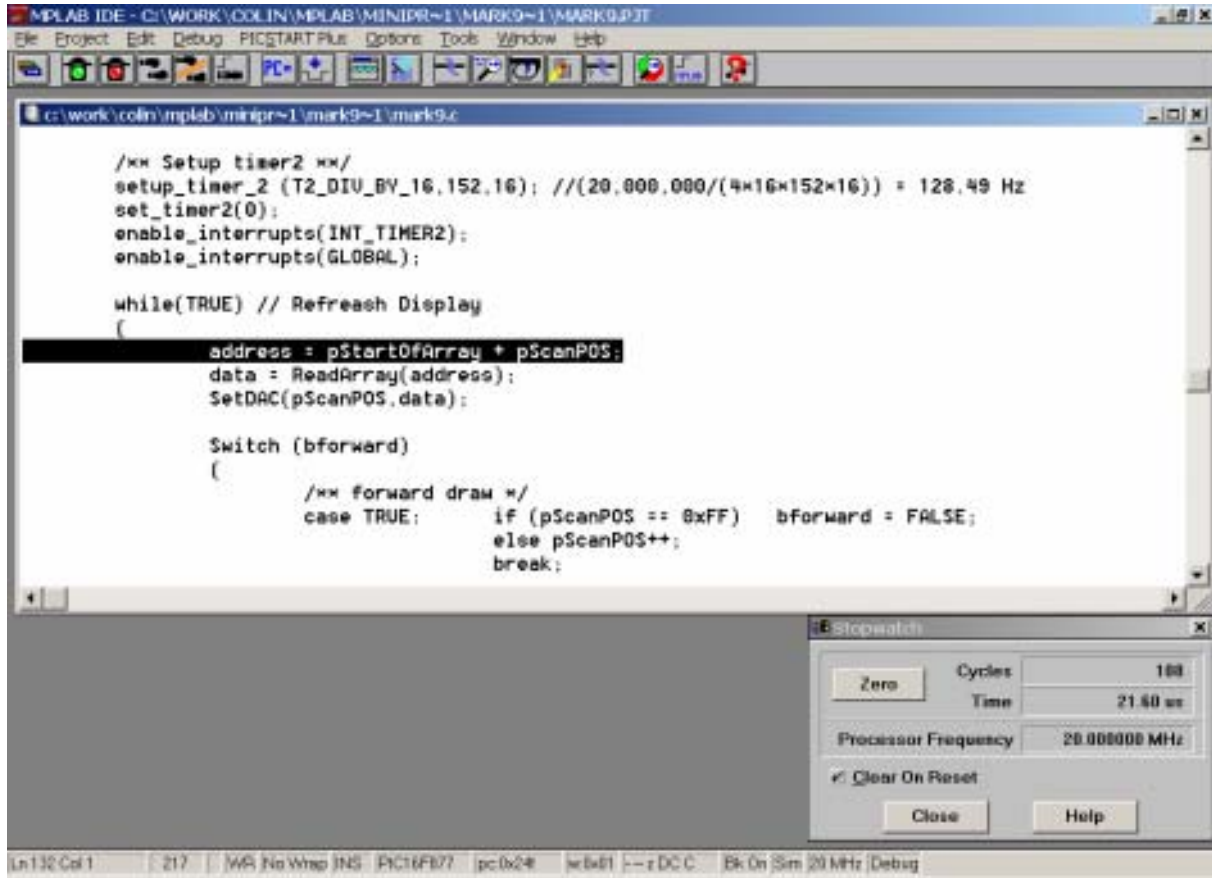 MPLAB IDE - C:\WORK\COLIN\MPLAB\MINIPR~1\MARK9~1\MARK9.PJT
File Project Edit Debug PICSTART Plus Options Tools Window Help
c:\work\colin\mplab\minipr~1\mark9~1\mark9.c
/** Setup timer2 **/
setup_timer_2 (T2_DIV_BY_16,152,16); //(20,000,000/(4*16*152*16)) = 128.49 Hz
set_timer2(0);
enable_interrupts(INT_TIMER2);
enable_interrupts(GLOBAL);
while(TRUE) // Refreash Display
{
address = pStartOfArray + pScanPOS;
data = ReadArray(address);
SetDAC(pScanPOS,data);
Switch (bforward)
{
/** forward draw */
case TRUE: if (pScanPOS == 0xFF) bforward = FALSE;
else pScanPOS++;
break;
Stopwatch
Zero Cycles 108
Time 21.60 us
Processor Frequency 20.000000 MHz
Clear On Reset
Close Help
Ln 132 Col 1 217 WR No Wrap INS PIC16F877 w:0x01 --- z DC C Bk On Sim 20 MHz Debug